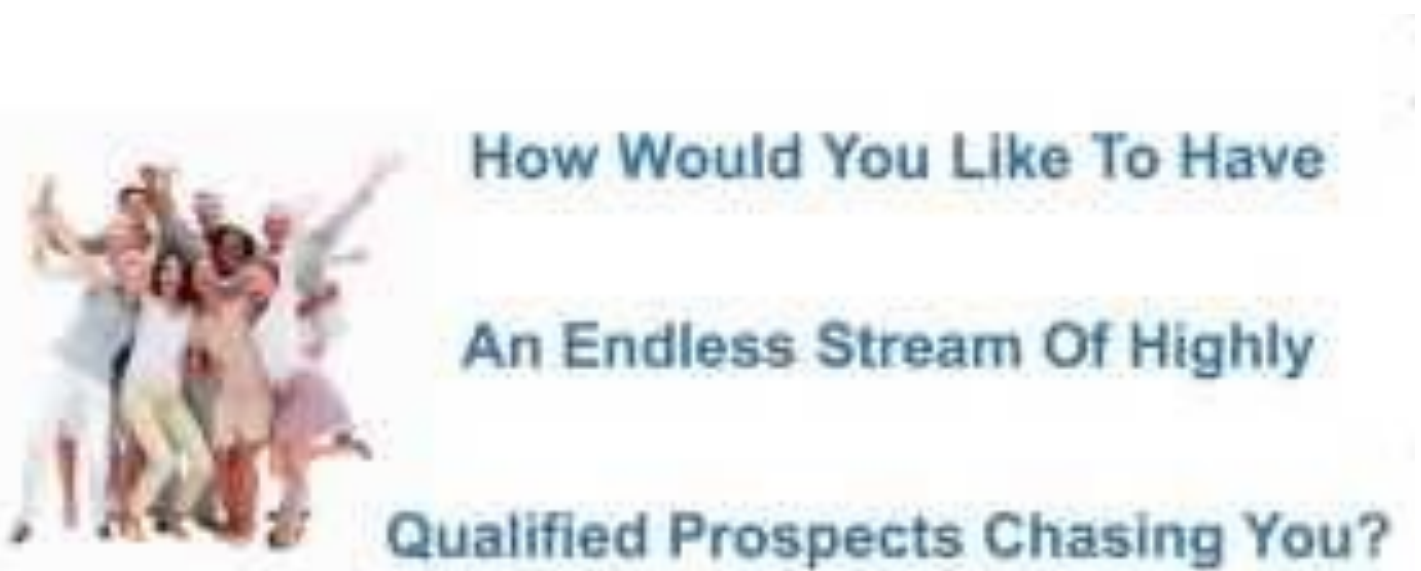 How Would You Like To Have
An Endless Stream Of Highly
Qualified Prospects Chasing You?